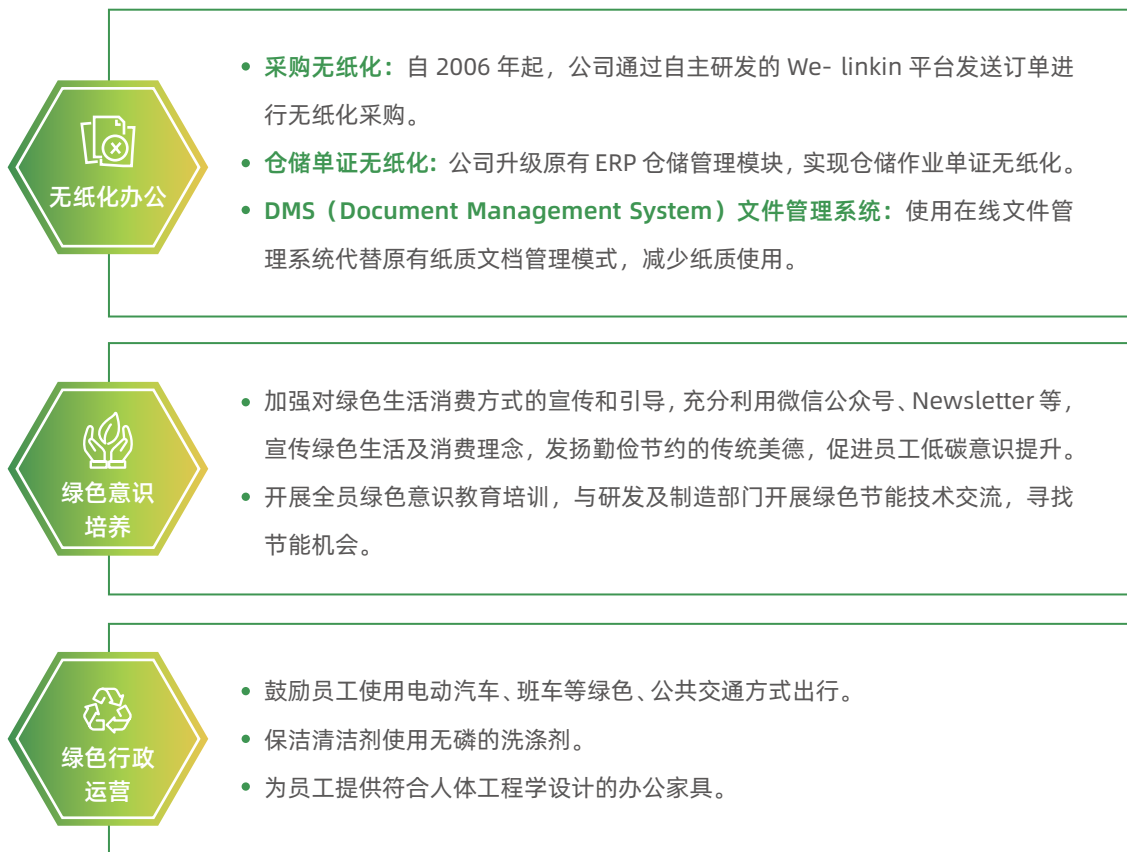 无纸化办公
采购无纸化：自 2006 年起，公司通过自主研发的 We- linkin 平台发送订单进
行无纸化采购。
仓储单证无纸化：公司升级原有 ERP 仓储管理模块，实现仓储作业单证无纸化。
DMS（Document Management System）文件管理系统：使用在线文件管
理系统代替原有纸质文档管理模式，减少纸质使用。
绿色意识
培养
加强对绿色生活消费方式的宣传和引导，充分利用微信公众号、Newsletter 等，
宣传绿色生活及消费理念，发扬勤俭节约的传统美德，促进员工低碳意识提升。
开展全员绿色意识教育培训，与研发及制造部门开展绿色节能技术交流，寻找
节能机会。
绿色行政
运营
鼓励员工使用电动汽车、班车等绿色、公共交通方式出行。
保洁清洁剂使用无磷的洗涤剂。
为员工提供符合人体工程学设计的办公家具。